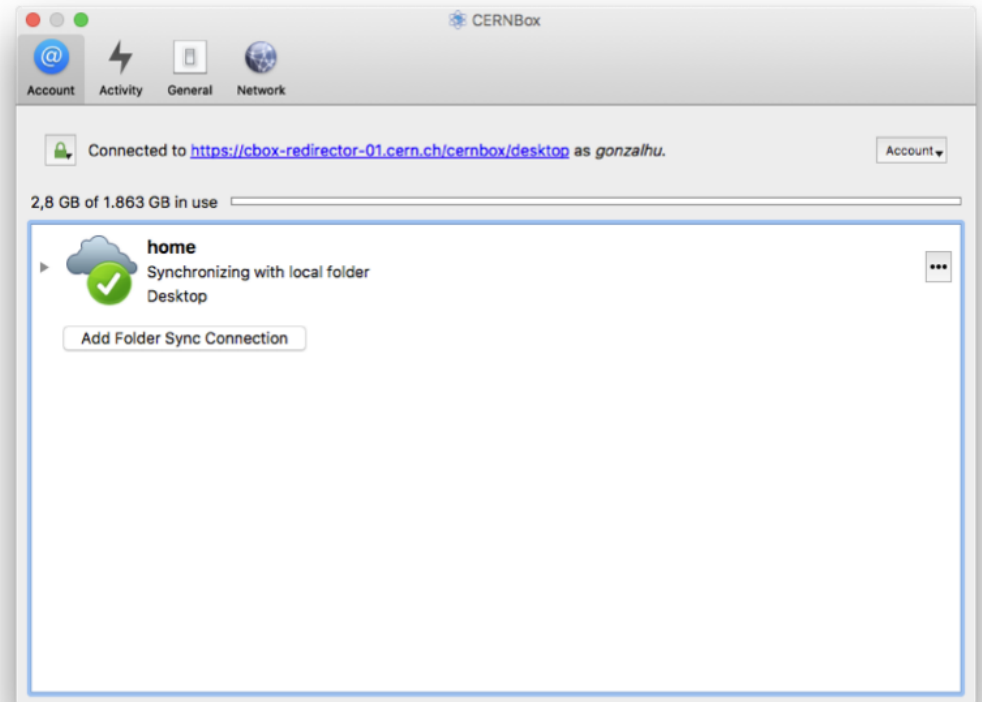 CERNBox
Account Activity General Network
Connected to https://cbox-redirector-01.cern.ch/cernbox/desktop as gonzalhu. Account
2,8 GB of 1.863 GB in use
home
Synchronizing with local folder
Desktop
Add Folder Sync Connection